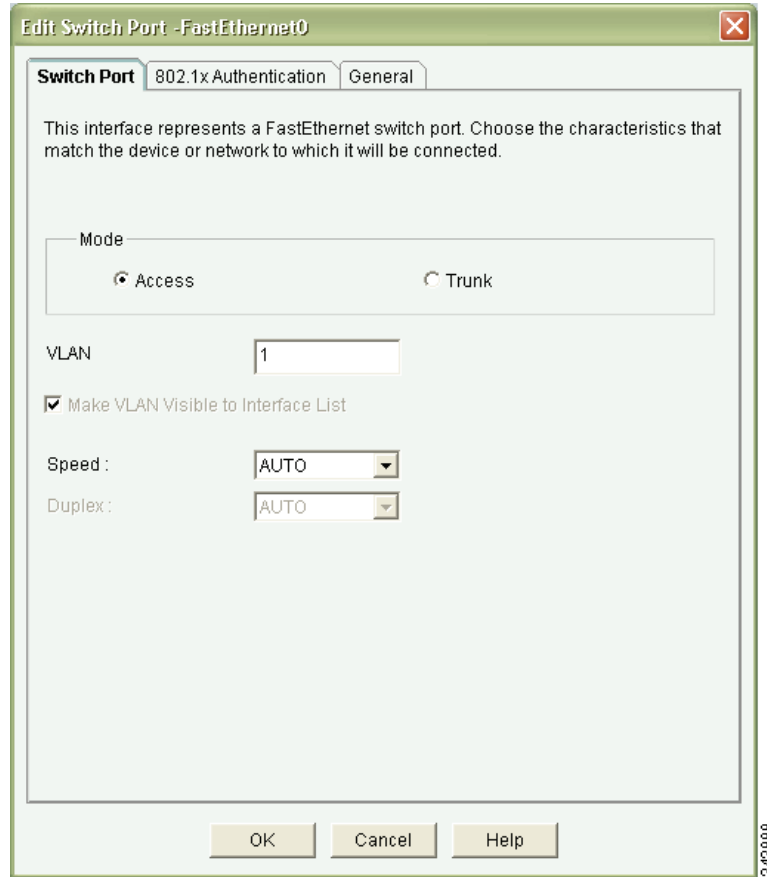 Edit Switch Port -FastEthernet0
Switch Port 802.1x Authentication General
This interface represents a FastEthernet switch port. Choose the characteristics that
match the device or network to which it will be connected.
Mode
Access Trunk
VLAN 1
Make VLAN Visible to Interface List
Speed : AUTO
Duplex : AUTO
OK Cancel Help